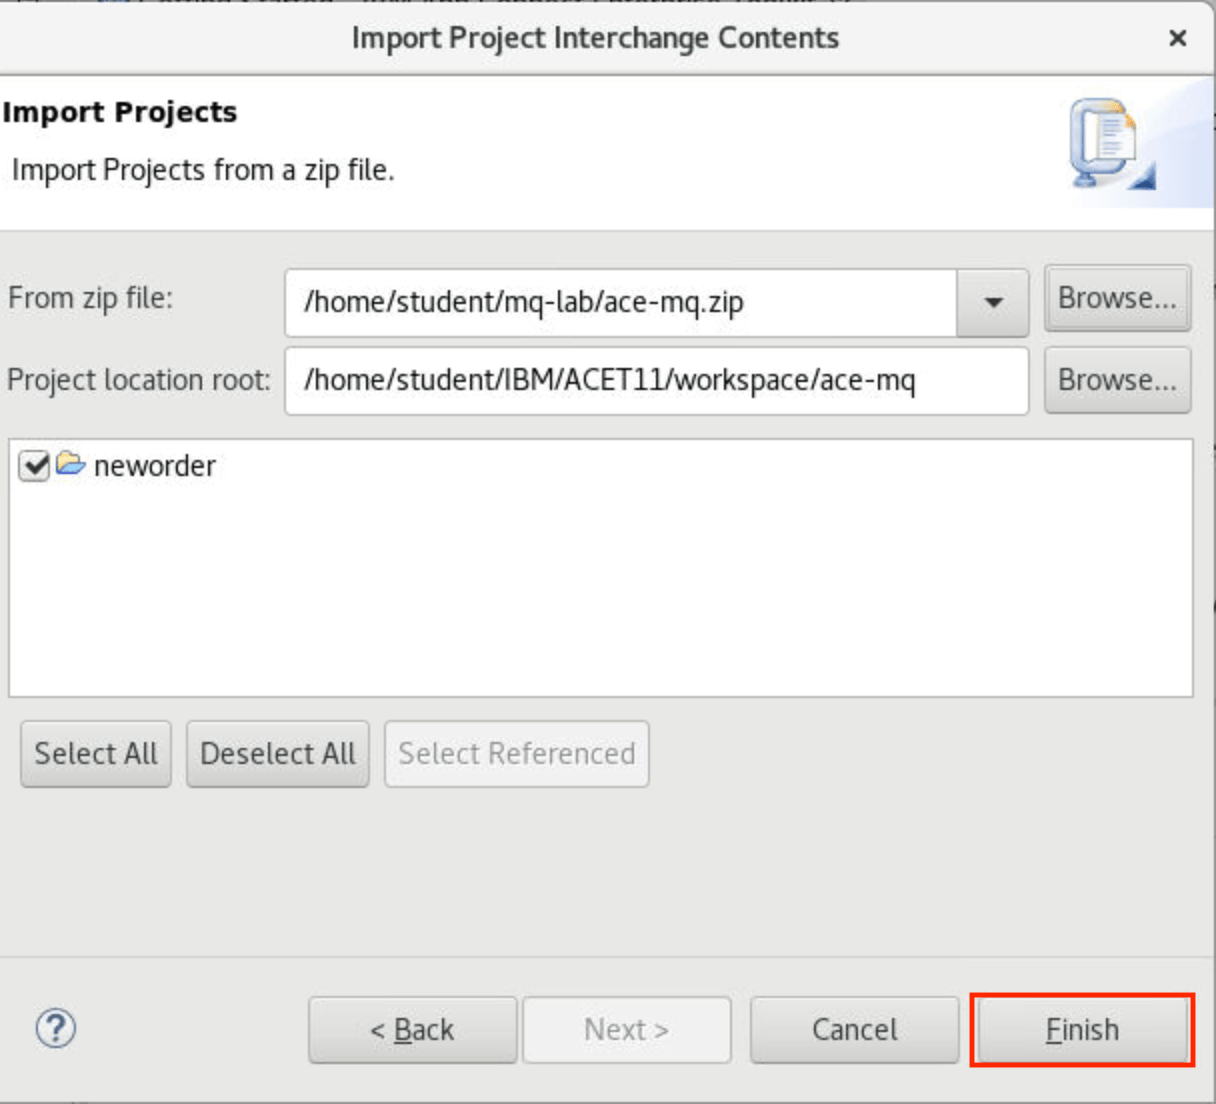 Import Project Interchange Contents
Import Projects
Import Projects from a zip file.
From zip file: /home/student/mq-lab/ace-mq.zip Browse...
Project location root: /home/student/IBM/ACET11/workspace/ace-mq Browse...
neworder
Select All Deselect All Select Referenced
? < Back Next > Cancel Finish